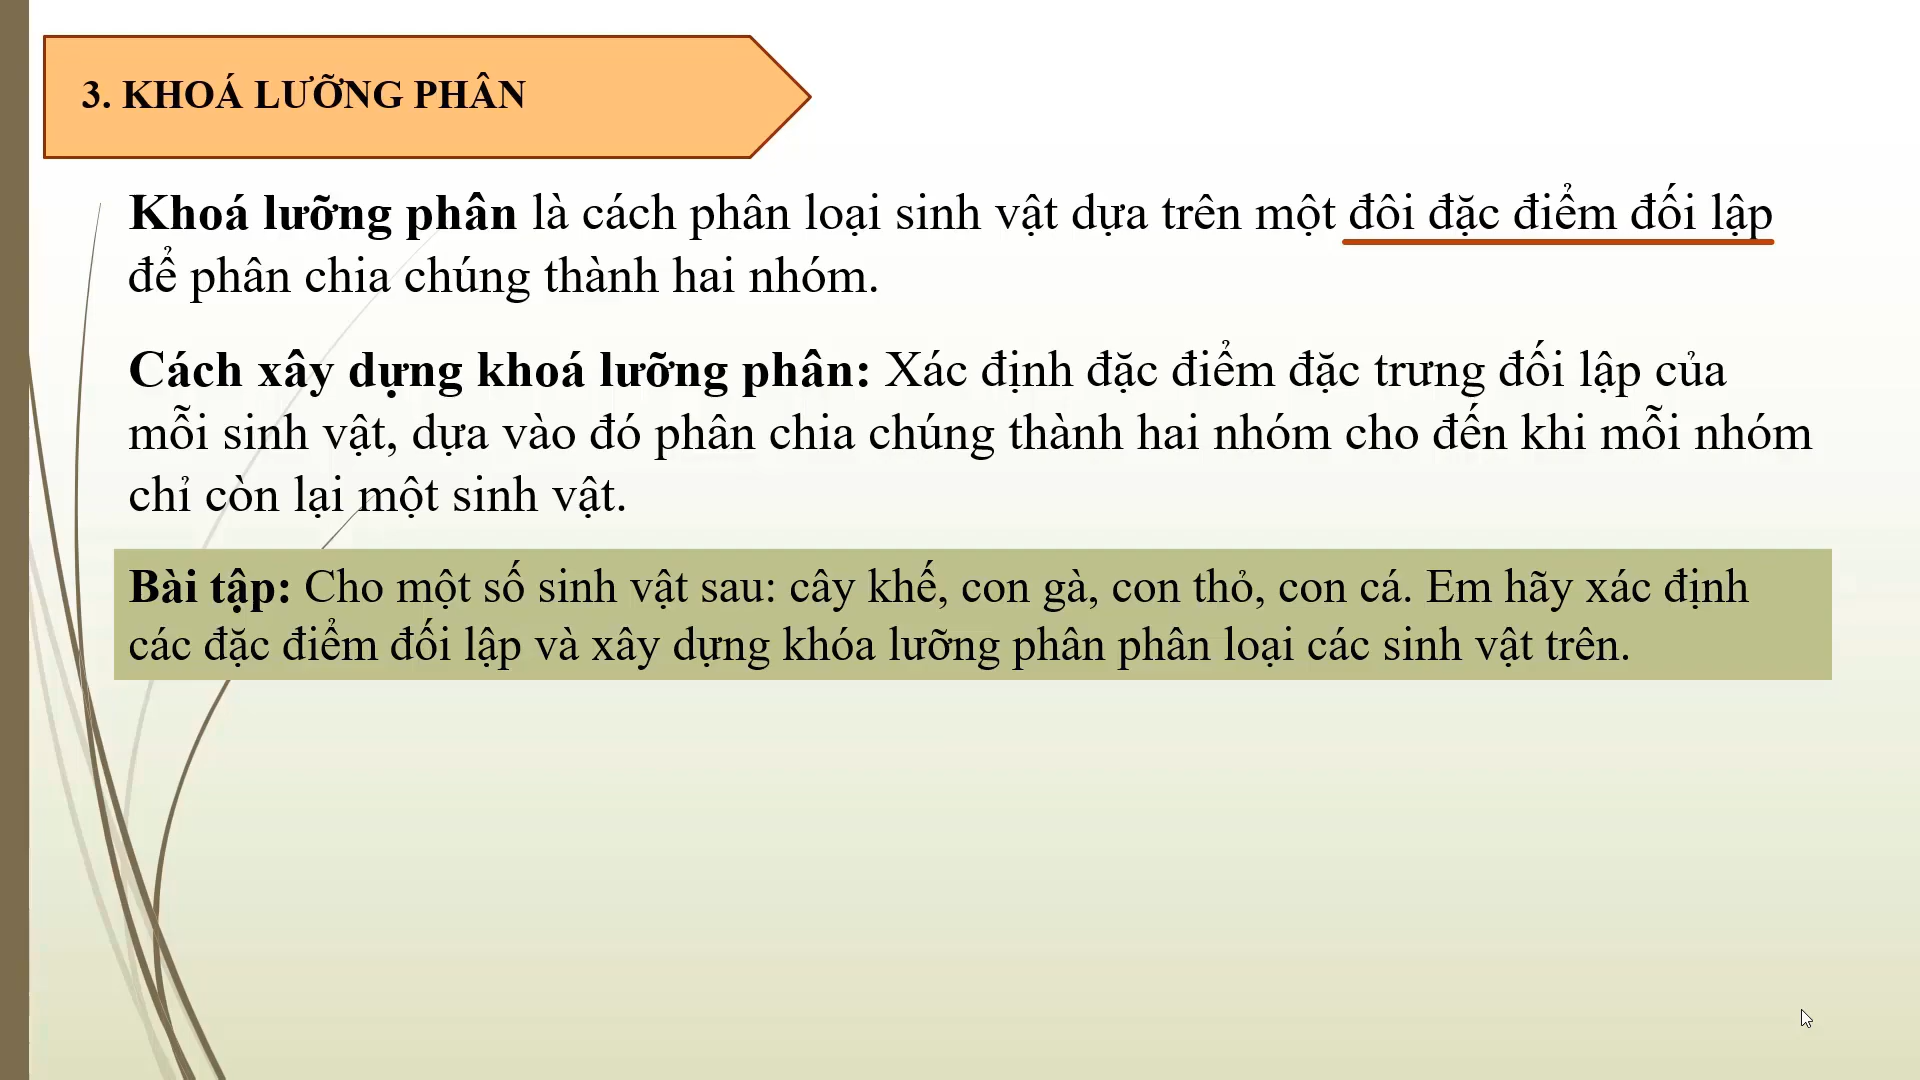 3. KHOÁ LƯỠNG PHÂN
Khoá lưỡng phân là cách phân loại sinh vật dựa trên một đôi đặc điểm đối lập
để phân chia chúng thành hai nhóm.
Cách xây dựng khoá lưỡng phân: Xác định đặc điểm đặc trưng đối lập của
mỗi sinh vật, dựa vào đó phân chia chúng thành hai nhóm cho đến khi mỗi nhóm
chỉ còn lại một sinh vật.
Bài tập: Cho một số sinh vật sau: cây khế, con gà, con thỏ, con cá. Em hãy xác định
các đặc điểm đối lập và xây dựng khóa lưỡng phân phân loại các sinh vật trên.